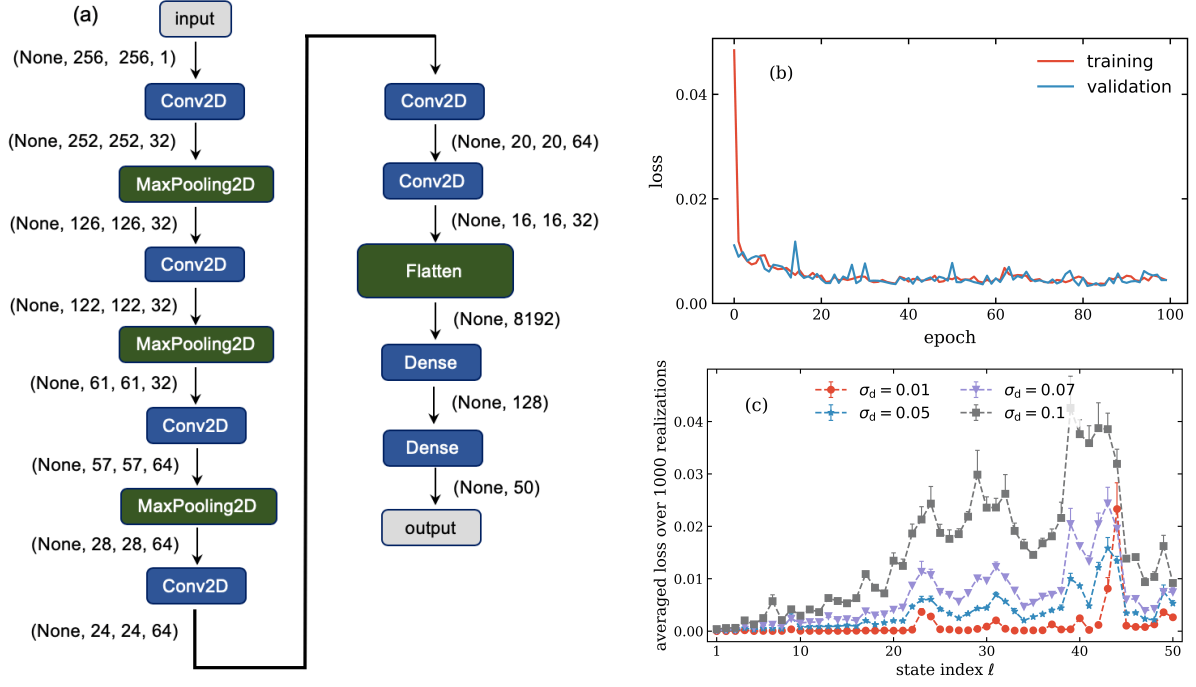 (a)
input
(None, 256, 256, 1)
Conv2D
(None, 252, 252, 32)
MaxPooling2D
(None, 126, 126, 32)
Conv2D
(None, 122, 122, 32)
MaxPooling2D
(None, 61, 61, 32)
Conv2D
(None, 57, 57, 64)
MaxPooling2D
(None, 28, 28, 64)
Conv2D
(None, 24, 24, 64)
Conv2D
(None, 20, 20, 64)
Conv2D
(None, 16, 16, 32)
Flatten
(None, 8192)
Dense
(None, 128)
Dense
(None, 50)
output
(b)
training
validation
loss
0.04
0.02
0.00
0 20 40 60 80 100
epoch
(c)
σd = 0.01
σd = 0.05
σd = 0.07
σd = 0.1
averaged loss over 1000 realizations
0.04
0.03
0.02
0.01
0.00
1 10 20 30 40 50
state index ℓ